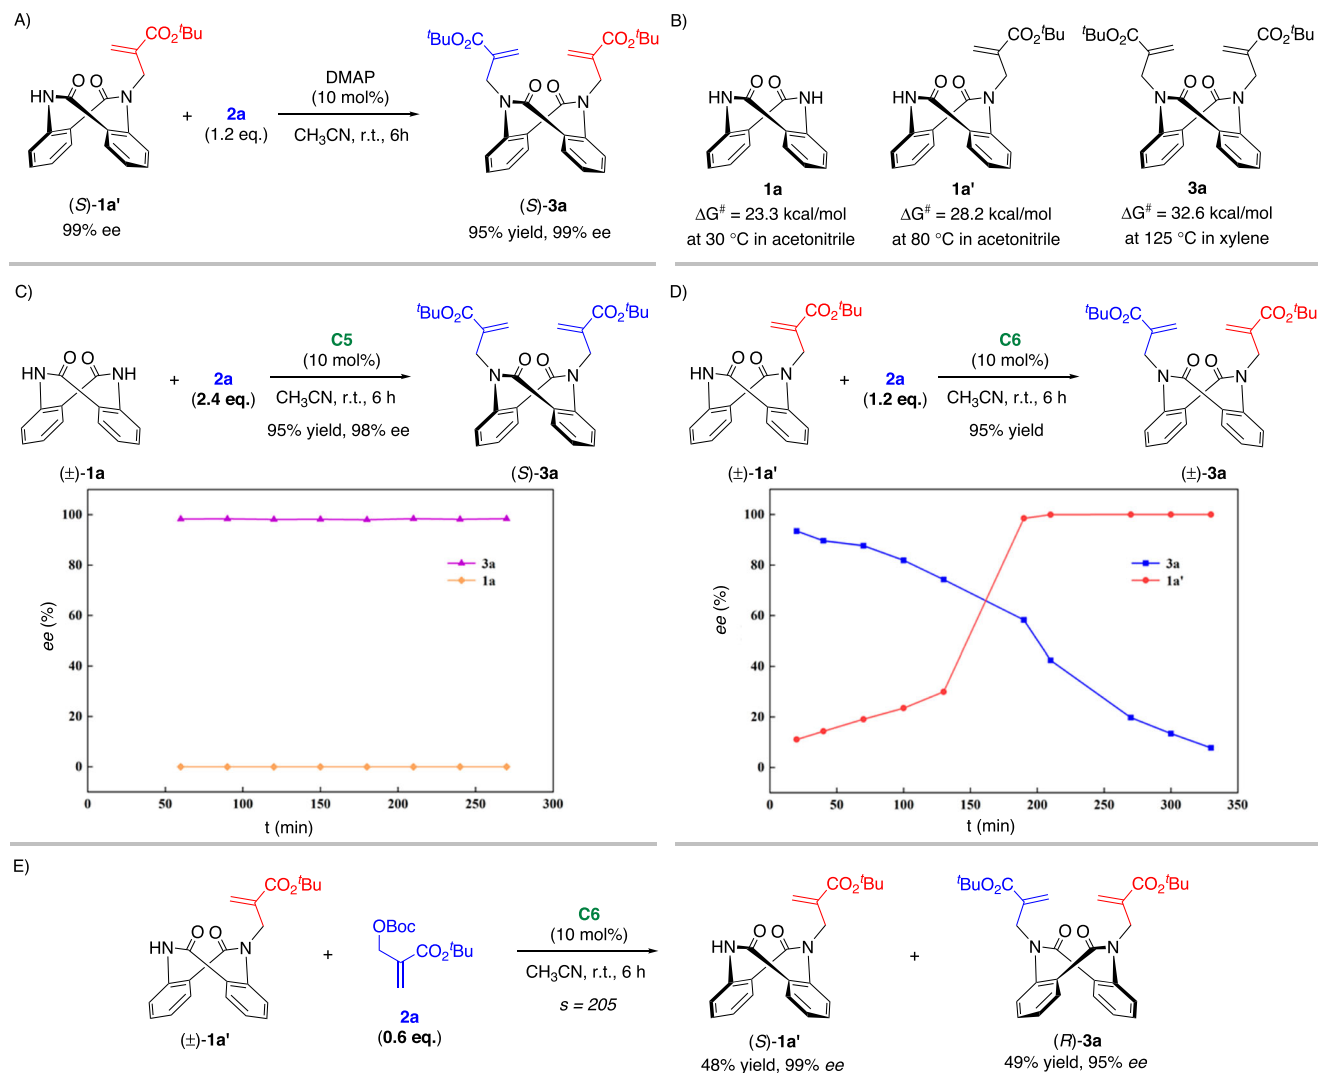 A)
CO2tBu
HN
O
O
N
(S)-1a'
99% ee
+
2a
(1.2 eq.)
DMAP
(10 mol%)
CH3CN, r.t., 6h
tBuO2C
CO2tBu
O
O
N
N
(S)-3a
95% yield, 99% ee
B)
HN
O
O
NH
1a
ΔG# = 23.3 kcal/mol
at 30 °C in acetonitrile
CO2tBu
HN
O
O
N
1a'
ΔG# = 28.2 kcal/mol
at 80 °C in acetonitrile
tBuO2C
CO2tBu
O
O
N
N
3a
ΔG# = 32.6 kcal/mol
at 125 °C in xylene
C)
HN
O
O
NH
(±)-1a
+
2a
(2.4 eq.)
C5
(10 mol%)
CH3CN, r.t., 6 h
95% yield, 98% ee
tBuO2C
CO2tBu
O
O
N
N
(S)-3a
100
80
60
40
20
0
ee (%)
3a
1a
0
50
100
150
200
250
300
t (min)
D)
CO2tBu
HN
O
O
N
(±)-1a'
+
2a
(1.2 eq.)
C6
(10 mol%)
CH3CN, r.t., 6 h
95% yield
tBuO2C
CO2tBu
O
O
N
N
(±)-3a
100
80
60
40
20
0
ee (%)
3a
1a'
0
50
100
150
200
250
300
350
t (min)
E)
CO2tBu
HN
O
O
N
(±)-1a'
+
OBoc
CO2tBu
2a
(0.6 eq.)
C6
(10 mol%)
CH3CN, r.t., 6 h
s = 205
CO2tBu
HN
O
O
N
(S)-1a'
48% yield, 99% ee
+
tBuO2C
CO2tBu
O
O
N
N
(R)-3a
49% yield, 95% ee